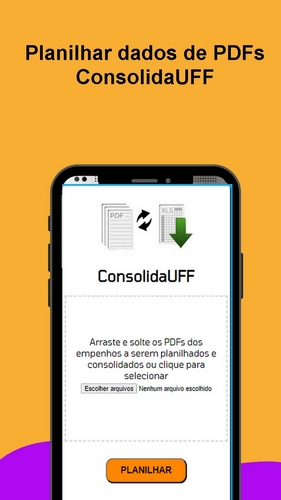 Planilhar dados de PDFs
ConsolidaUFF
PDF
XLS
ConsolidaUFF
Arraste e solte os PDFs dos
empenhos a serem planilhados e
consolidados ou clique para
selecionar
Escolher arquivos Nenhum arquivo escolhido
PLANILHAR